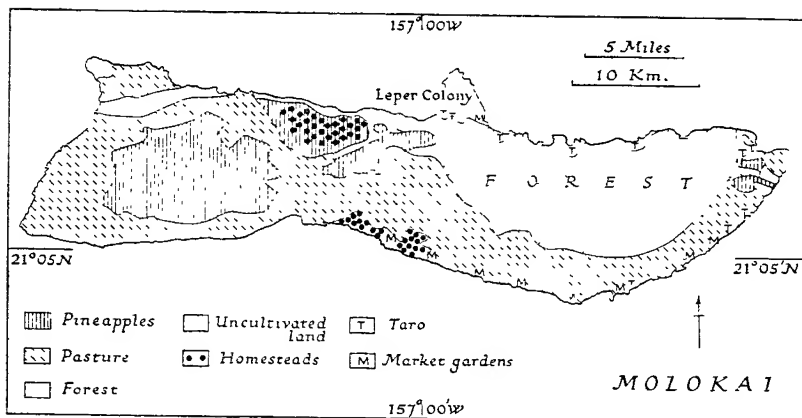 157°00'W
5 Miles
10 Km.
Leper Colony
T
M
T
T
T
T
FOREST
T
T
M
M
M
M
M
M
T
M
M
T
21°05'N
21°05'N
Pineapples
Uncultivated land
T Taro
Pasture
Homesteads
M Market gardens
Forest
MOLOKAI
157°00'W